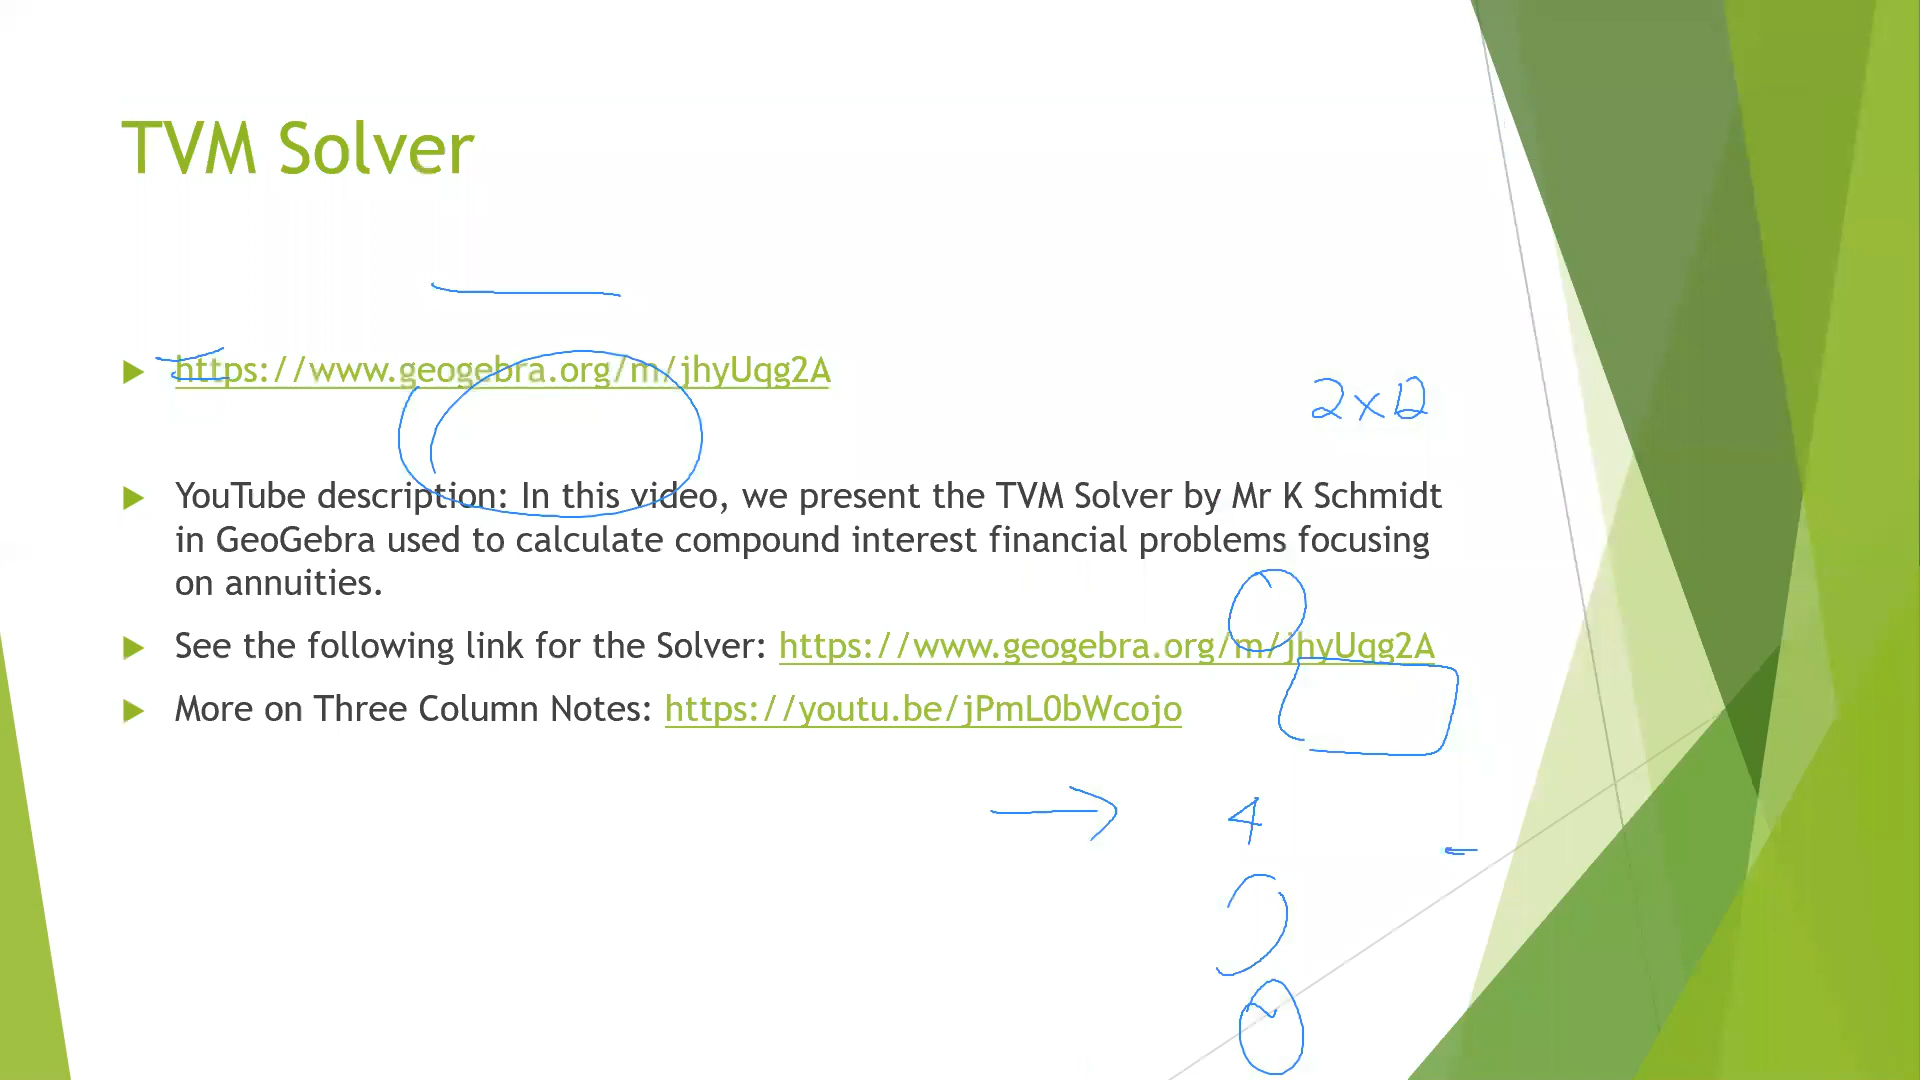 TVM Solver
https://www.geogebra.org/m/jhyUqg2A
2x12
YouTube description: In this video, we present the TVM Solver by Mr K Schmidt
in GeoGebra used to calculate compound interest financial problems focusing
on annuities.
See the following link for the Solver: https://www.geogebra.org/m/jhyUqg2A
More on Three Column Notes: https://youtu.be/jPmL0bWcojo
4